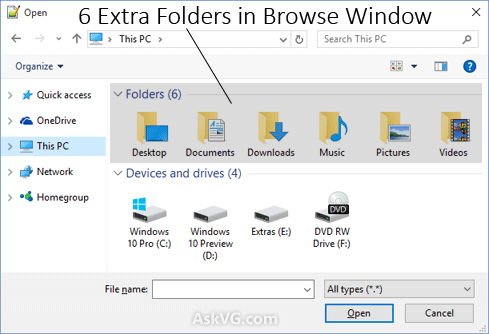 Open
6 Extra Folders in Browse Window
This PC
Search This PC
Organize
Quick access
OneDrive
This PC
Network
Homegroup
Folders (6)
Desktop Documents Downloads Music Pictures Videos
Devices and drives (4)
Windows 10 Pro (C:)
Windows 10 Preview (D:)
Extras (E:)
DVD
DVD RW Drive (F:)
File name:
All types (*.*)
Open
Cancel
AskVG.com